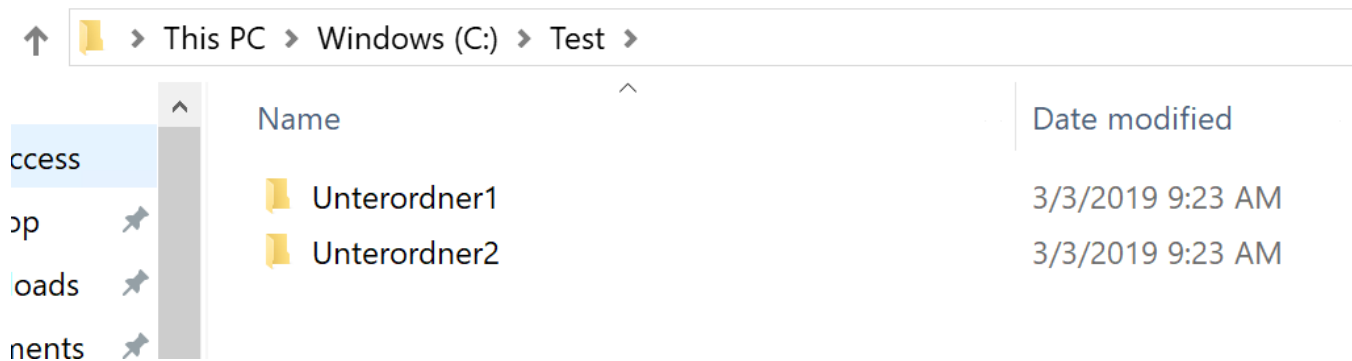 This PC > Windows (C:) > Test >
Name Date modified
ccess
Unterordner1 3/3/2019 9:23 AM
op
Unterordner2 3/3/2019 9:23 AM
loads
ments